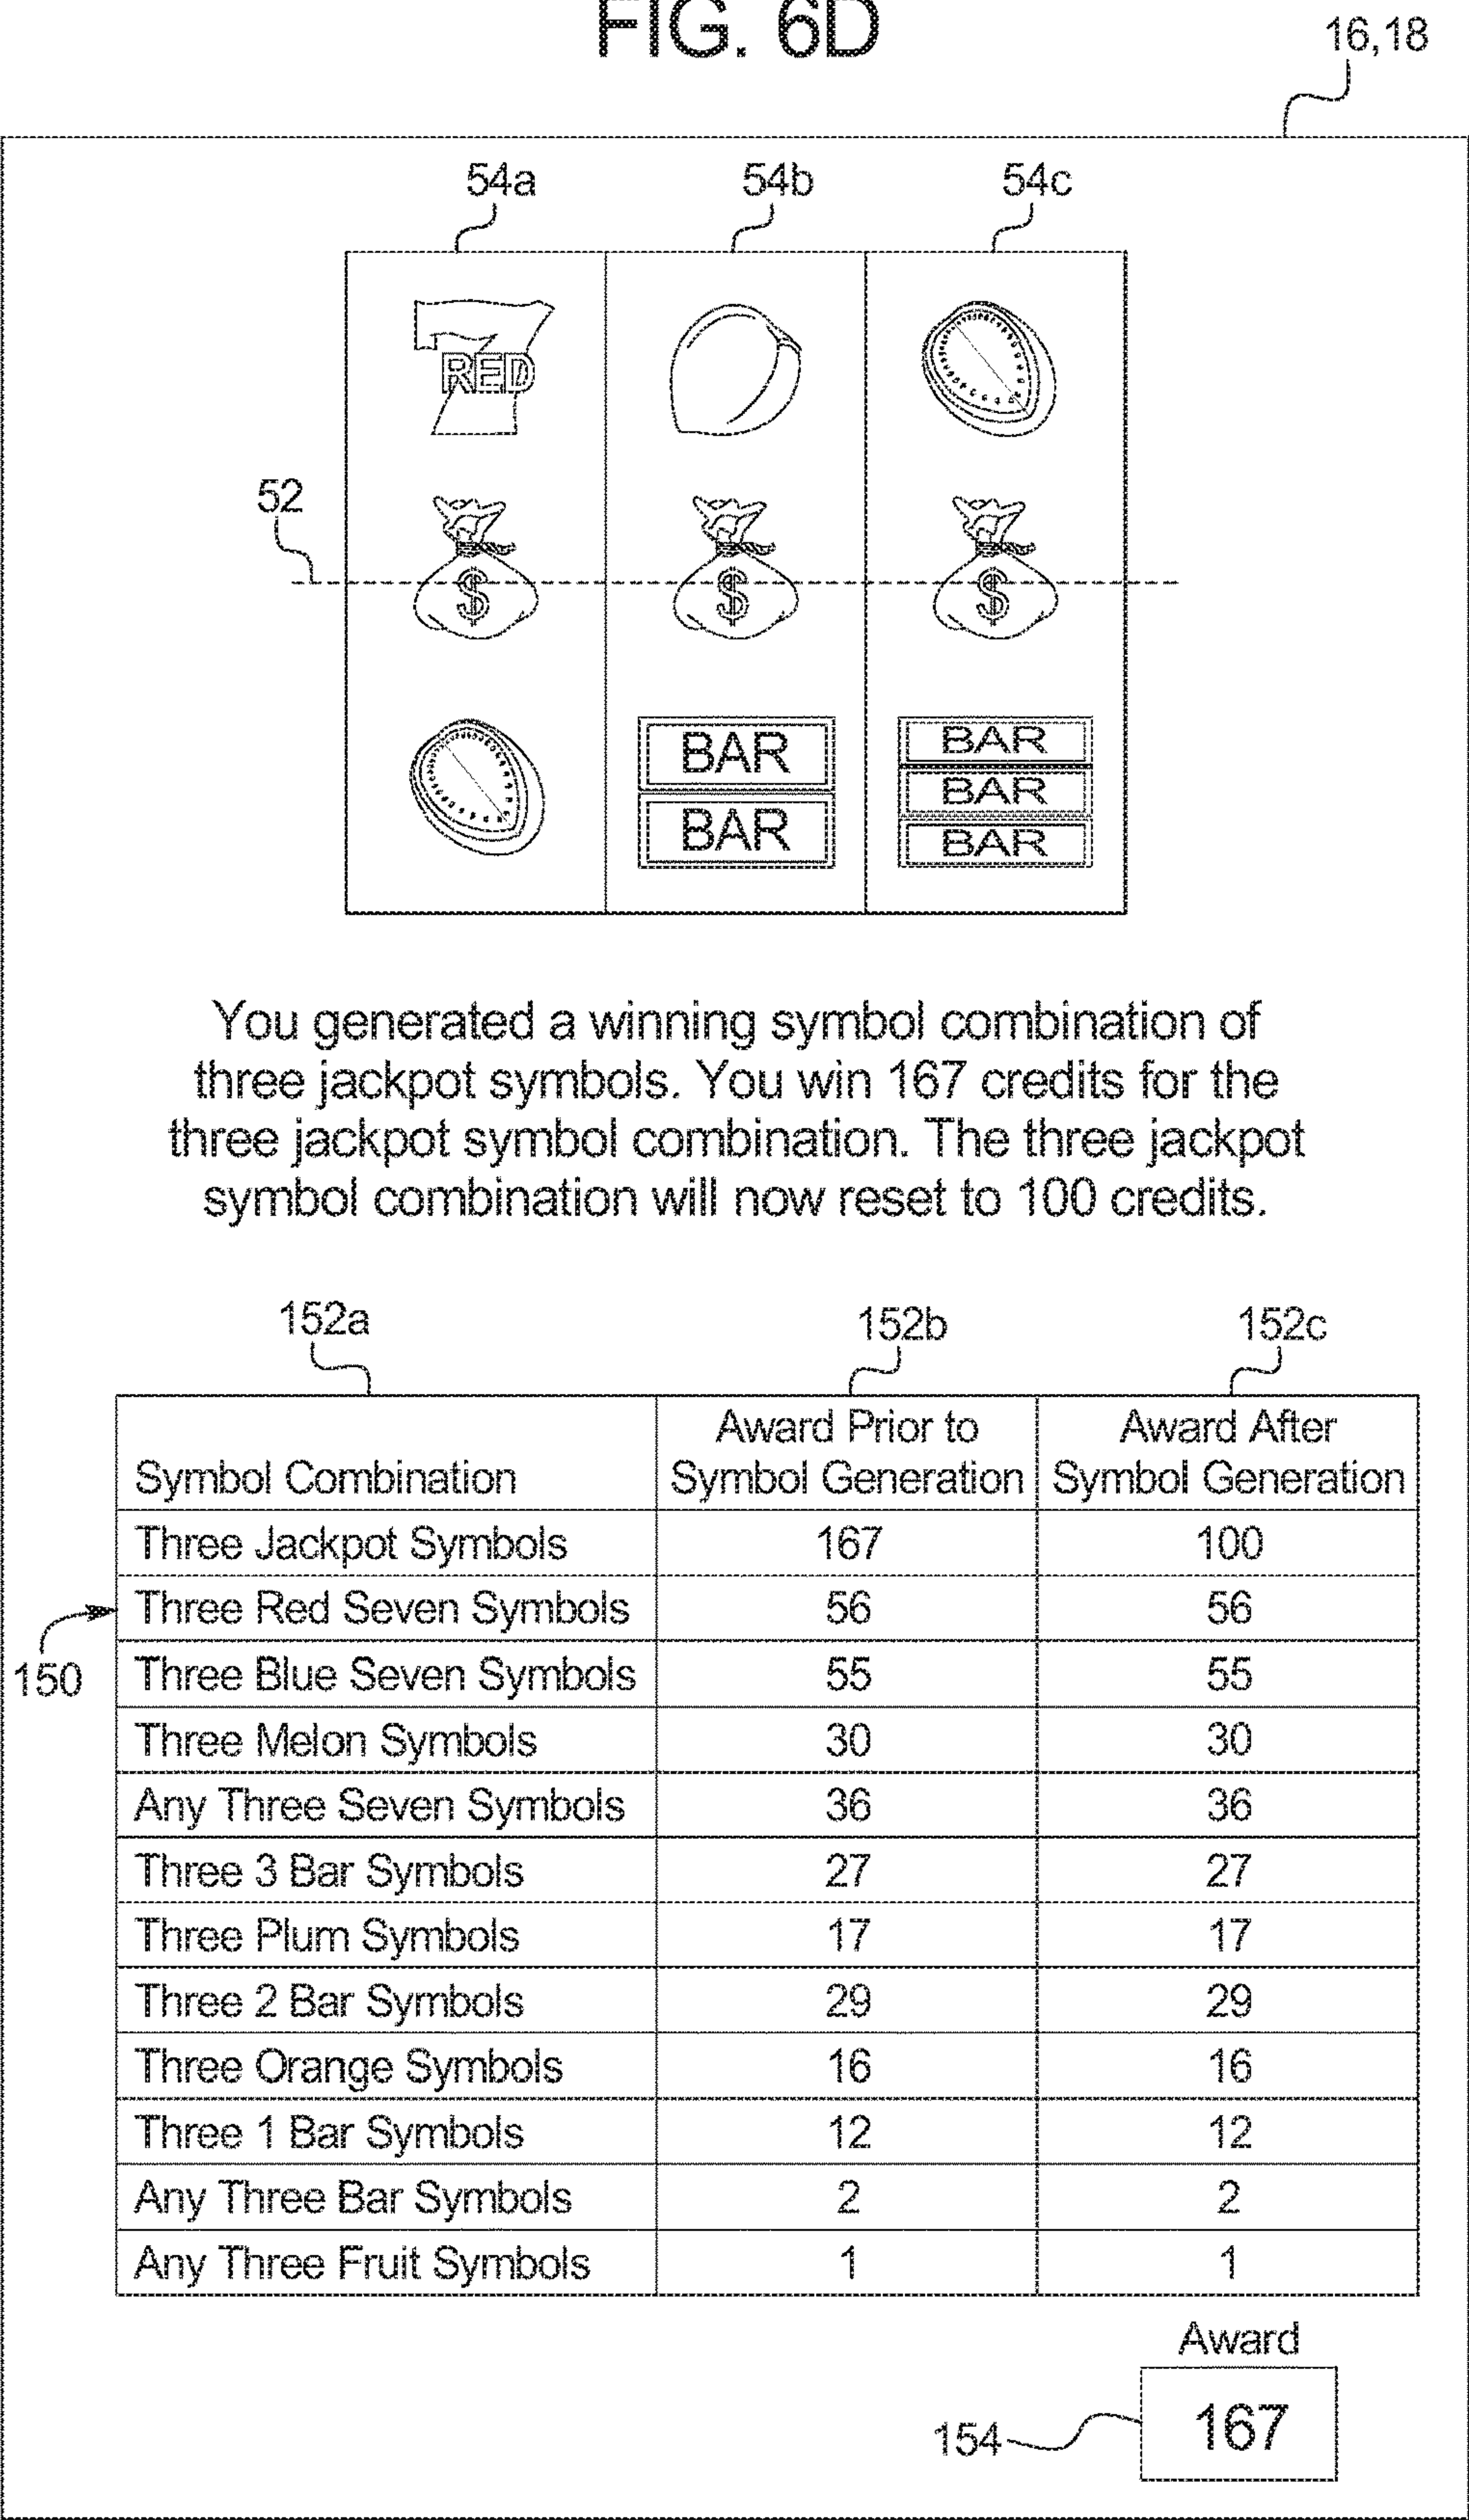 FIG. 6D
16,18
54a 54b 54c
RED
52
$ $ $
BAR BAR
BAR BAR
BAR
You generated a winning symbol combination of
three jackpot symbols. You win 167 credits for the
three jackpot symbol combination. The three jackpot
symbol combination will now reset to 100 credits.
152a 152b 152c
Award Prior to Award After
Symbol Combination Symbol Generation Symbol Generation
Three Jackpot Symbols 167 100
Three Red Seven Symbols 56 56
150
Three Blue Seven Symbols 55 55
Three Melon Symbols 30 30
Any Three Seven Symbols 36 36
Three 3 Bar Symbols 27 27
Three Plum Symbols 17 17
Three 2 Bar Symbols 29 29
Three Orange Symbols 16 16
Three 1 Bar Symbols 12 12
Any Three Bar Symbols 2 2
Any Three Fruit Symbols 1 1
Award
154 167